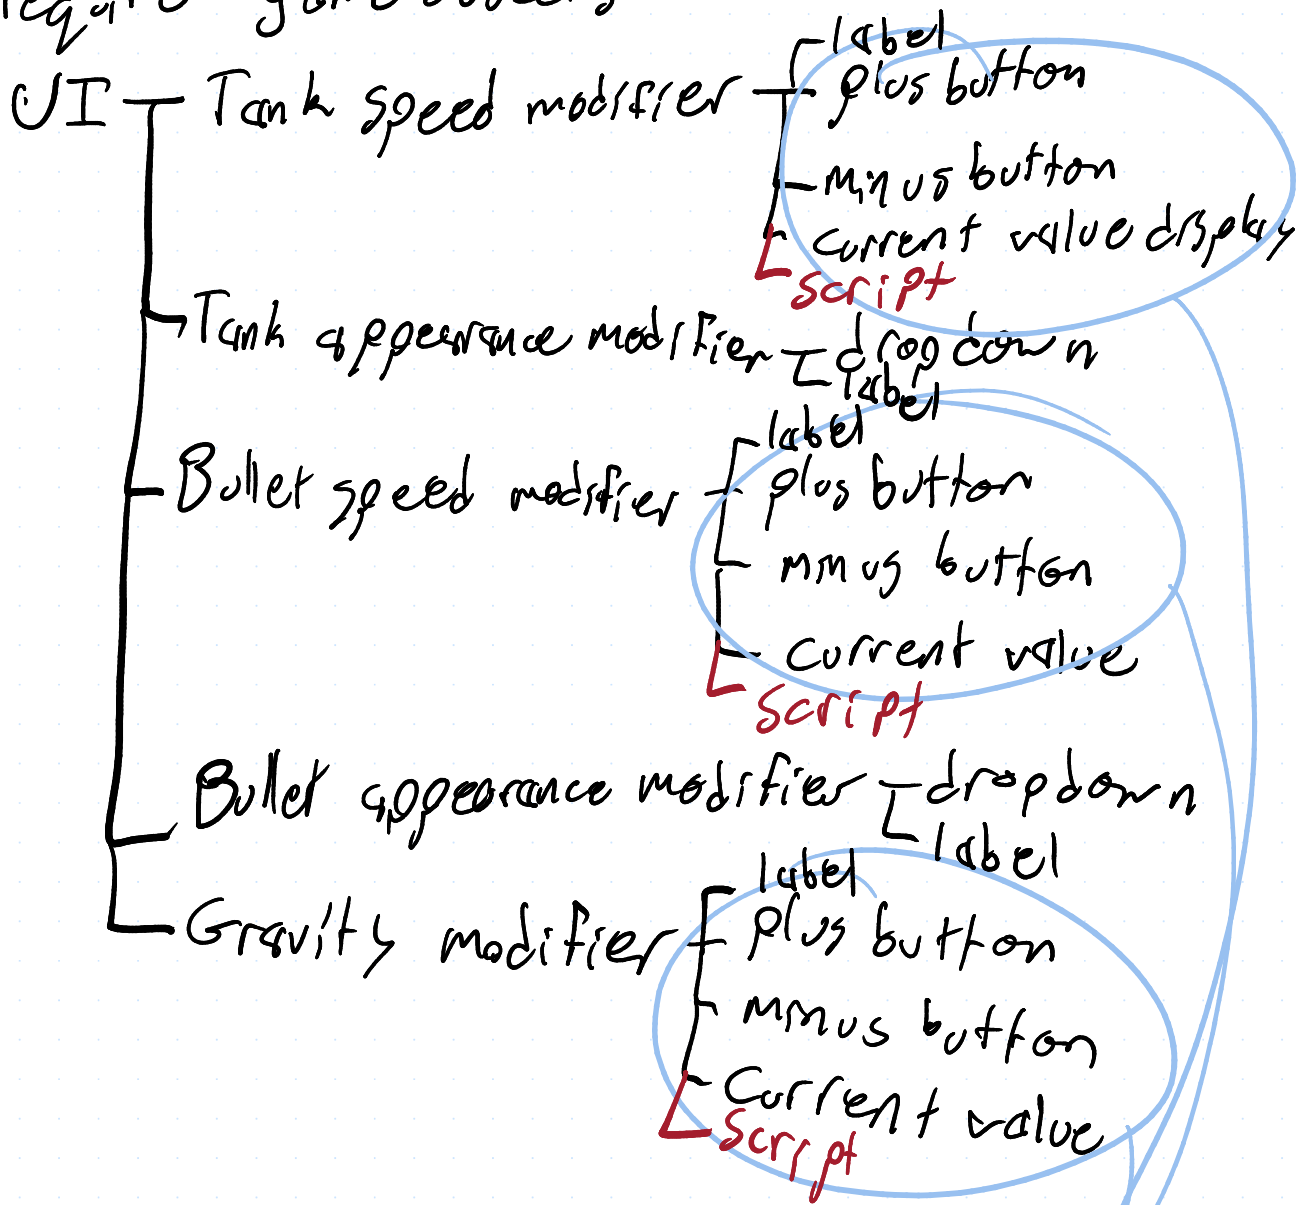 require
UI Tank speed modifier label
plus button
minus button
current value display
script
Tank appearance modifier dropdown
label
Bullet speed modifier label
plus button
minus button
current value
script
Bullet appearance modifier dropdown
label
Gravity modifier label
plus button
minus button
current value
script